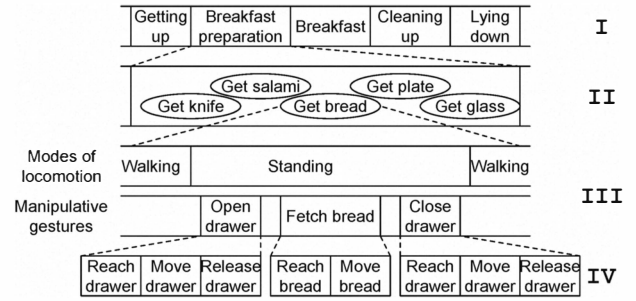 Getting up
Breakfast preparation
Breakfast
Cleaning up
Lying down
I
Get salami
Get plate
Get knife
Get bread
Get glass
II
Modes of locomotion
Walking
Standing
Walking
III
Manipulative gestures
Open drawer
Fetch bread
Close drawer
Reach drawer
Move drawer
Release drawer
Reach bread
Move bread
Reach drawer
Move drawer
Release drawer
IV